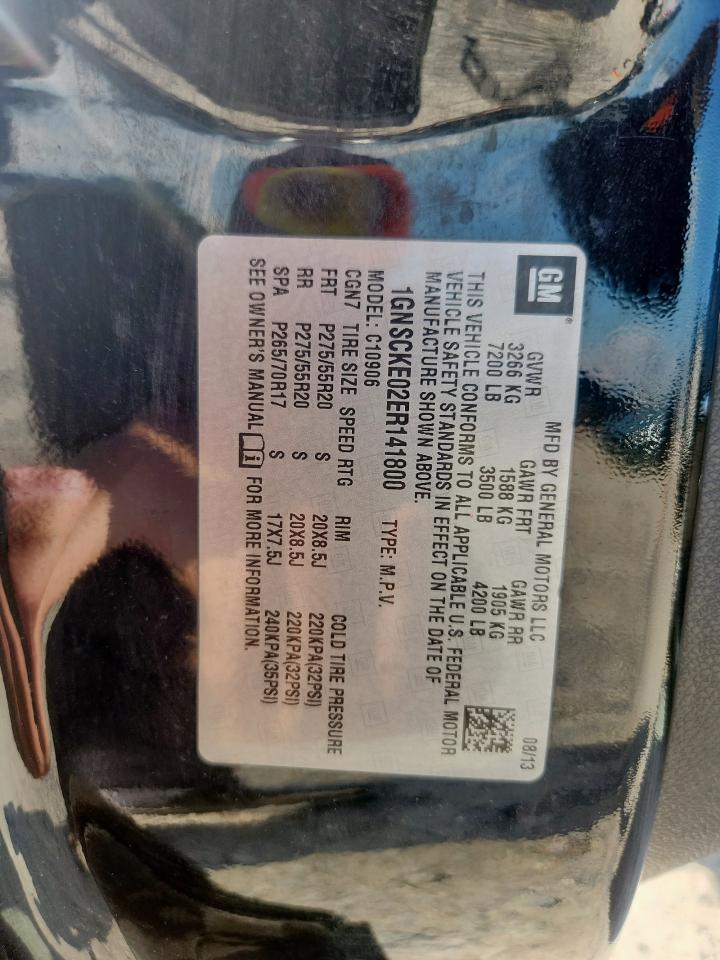 GM®
MFD BY GENERAL MOTORS LLC 08/13
GVWR GAWR FRT GAWR RR
3266 KG 1588 KG 1905 KG
7200 LB 3500 LB 4200 LB
THIS VEHICLE CONFORMS TO ALL APPLICABLE U.S. FEDERAL MOTOR
VEHICLE SAFETY STANDARDS IN EFFECT ON THE DATE OF
MANUFACTURE SHOWN ABOVE.
1GNSCKE02ER141800 TYPE: M.P.V.
MODEL: C10906
CGN7 TIRE SIZE SPEED RTG RIM COLD TIRE PRESSURE
FRT P275/55R20 S 20X8.5J 220KPA(32PSI)
RR P275/55R20 S 20X8.5J 220KPA(32PSI)
SPA P265/70R17 S 17X7.5J 240KPA(35PSI)
SEE OWNER'S MANUAL i FOR MORE INFORMATION.